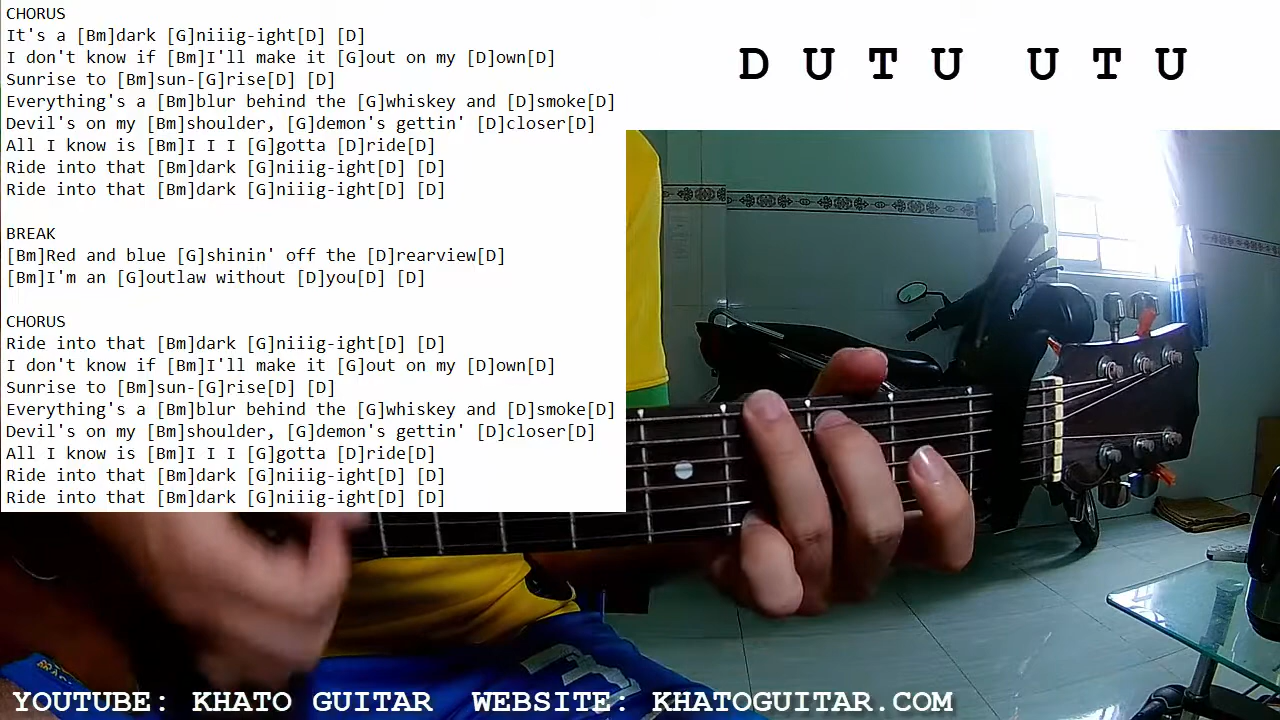 CHORUS
It's a [Bm]dark [G]niiig-ight[D] [D]
I don't know if [Bm]I'll make it [G]out on my [D]own[D]
Sunrise to [Bm]sun-[G]rise[D] [D]
Everything's a [Bm]blur behind the [G]whiskey and [D]smoke[D]
Devil's on my [Bm]shoulder, [G]demon's gettin' [D]closer[D]
All I know is [Bm]I I I [G]gotta [D]ride[D]
Ride into that [Bm]dark [G]niiig-ight[D] [D]
Ride into that [Bm]dark [G]niiig-ight[D] [D]
BREAK
[Bm]Red and blue [G]shinin' off the [D]rearview[D]
[Bm]I'm an [G]outlaw without [D]you[D] [D]
CHORUS
Ride into that [Bm]dark [G]niiig-ight[D] [D]
I don't know if [Bm]I'll make it [G]out on my [D]own[D]
Sunrise to [Bm]sun-[G]rise[D] [D]
Everything's a [Bm]blur behind the [G]whiskey and [D]smoke[D]
Devil's on my [Bm]shoulder, [G]demon's gettin' [D]closer[D]
All I know is [Bm]I I I [G]gotta [D]ride[D]
Ride into that [Bm]dark [G]niiig-ight[D] [D]
Ride into that [Bm]dark [G]niiig-ight[D] [D]
D U T U U T U
YOUTUBE: KHATO GUITAR WEBSITE: KHATOGUITAR.COM